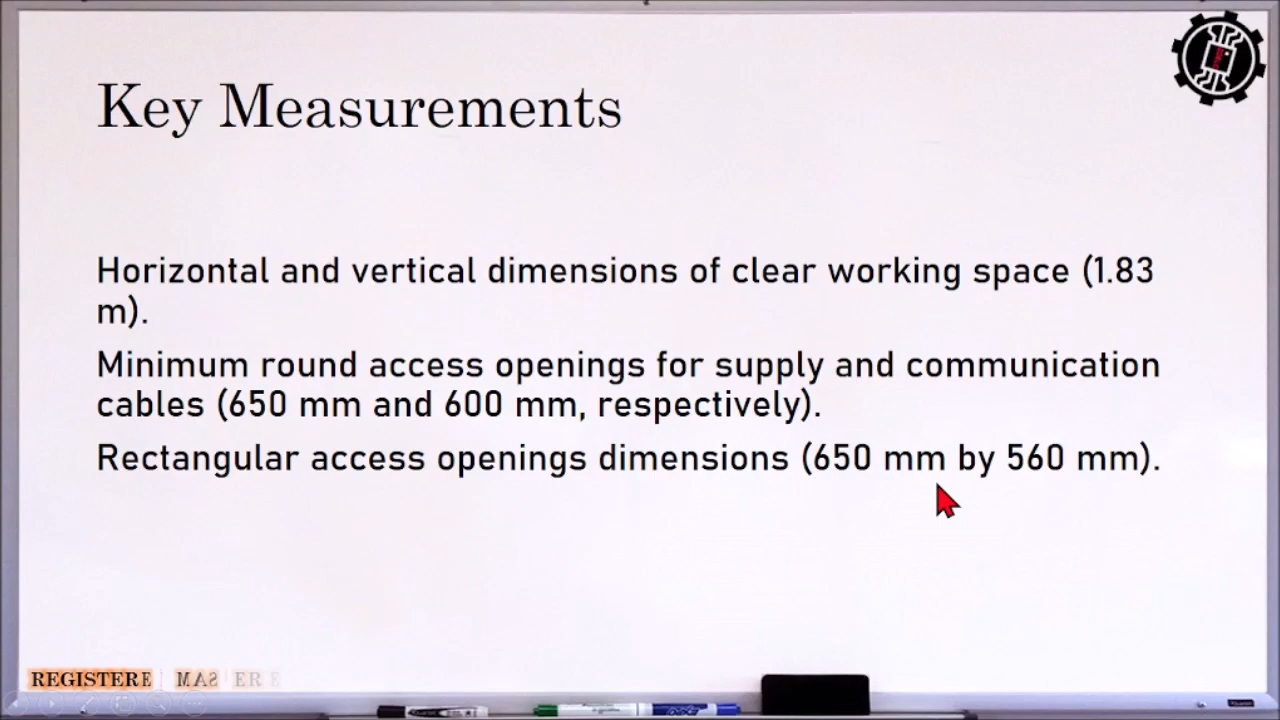 Key Measurements
Horizontal and vertical dimensions of clear working space (1.83
m).
Minimum round access openings for supply and communication
cables (650 mm and 600 mm, respectively).
Rectangular access openings dimensions (650 mm by 560 mm).
REGISTERE MAS ER E